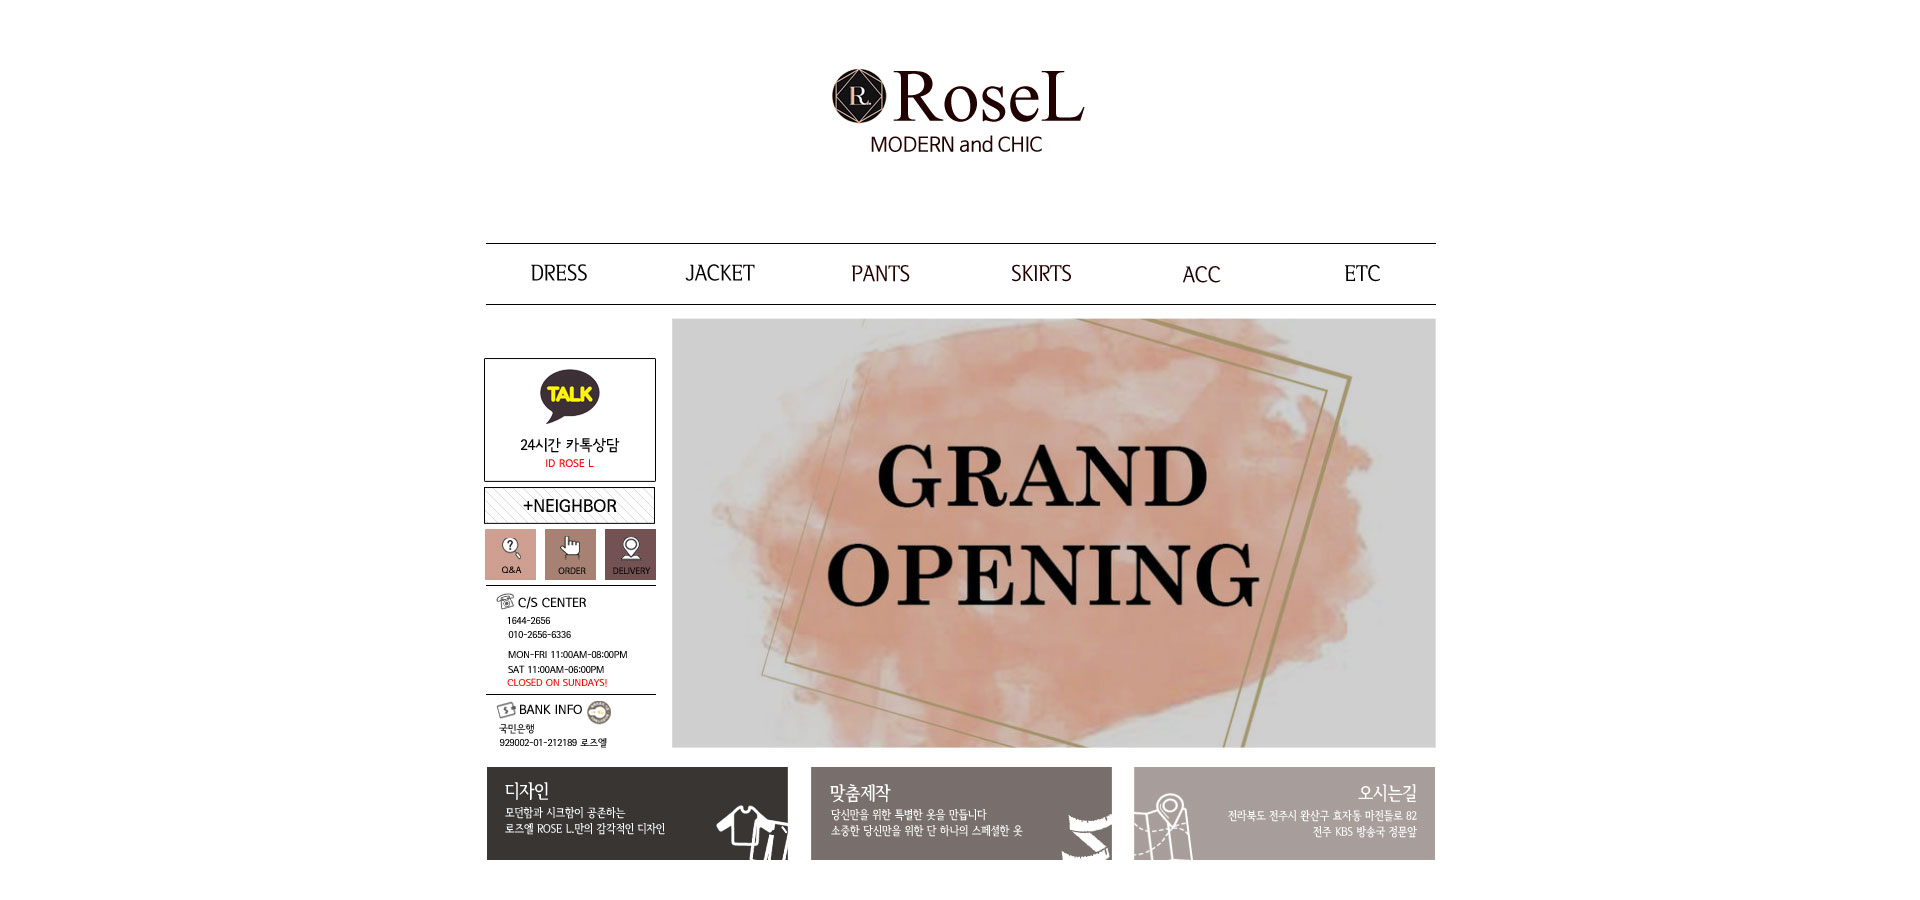 R.
RoseL
MODERN and CHIC
DRESS JACKET PANTS SKIRTS ACC ETC
TALK
24시간 카톡상담
ID ROSE L
+NEIGHBOR
?
Q&A ORDER DELIVERY
C/S CENTER
1644-2656
010-2656-6336
MON-FRI 11:00AM-08:00PM
SAT 11:00AM-06:00PM
CLOSED ON SUNDAYS!
BANK INFO
국민은행
929002-01-212189 로즈엘
GRAND
OPENING
디자인
모던함과 시크함이 공존하는
로즈엘 ROSE L.만의 감각적인 디자인
맞춤제작
당신만을 위한 특별한 옷을 만듭니다
소중한 당신만을 위한 단 하나의 스페셜한 옷
오시는길
전라북도 전주시 완산구 효자동 마전들로 82
전주 KBS 방송국 정문앞